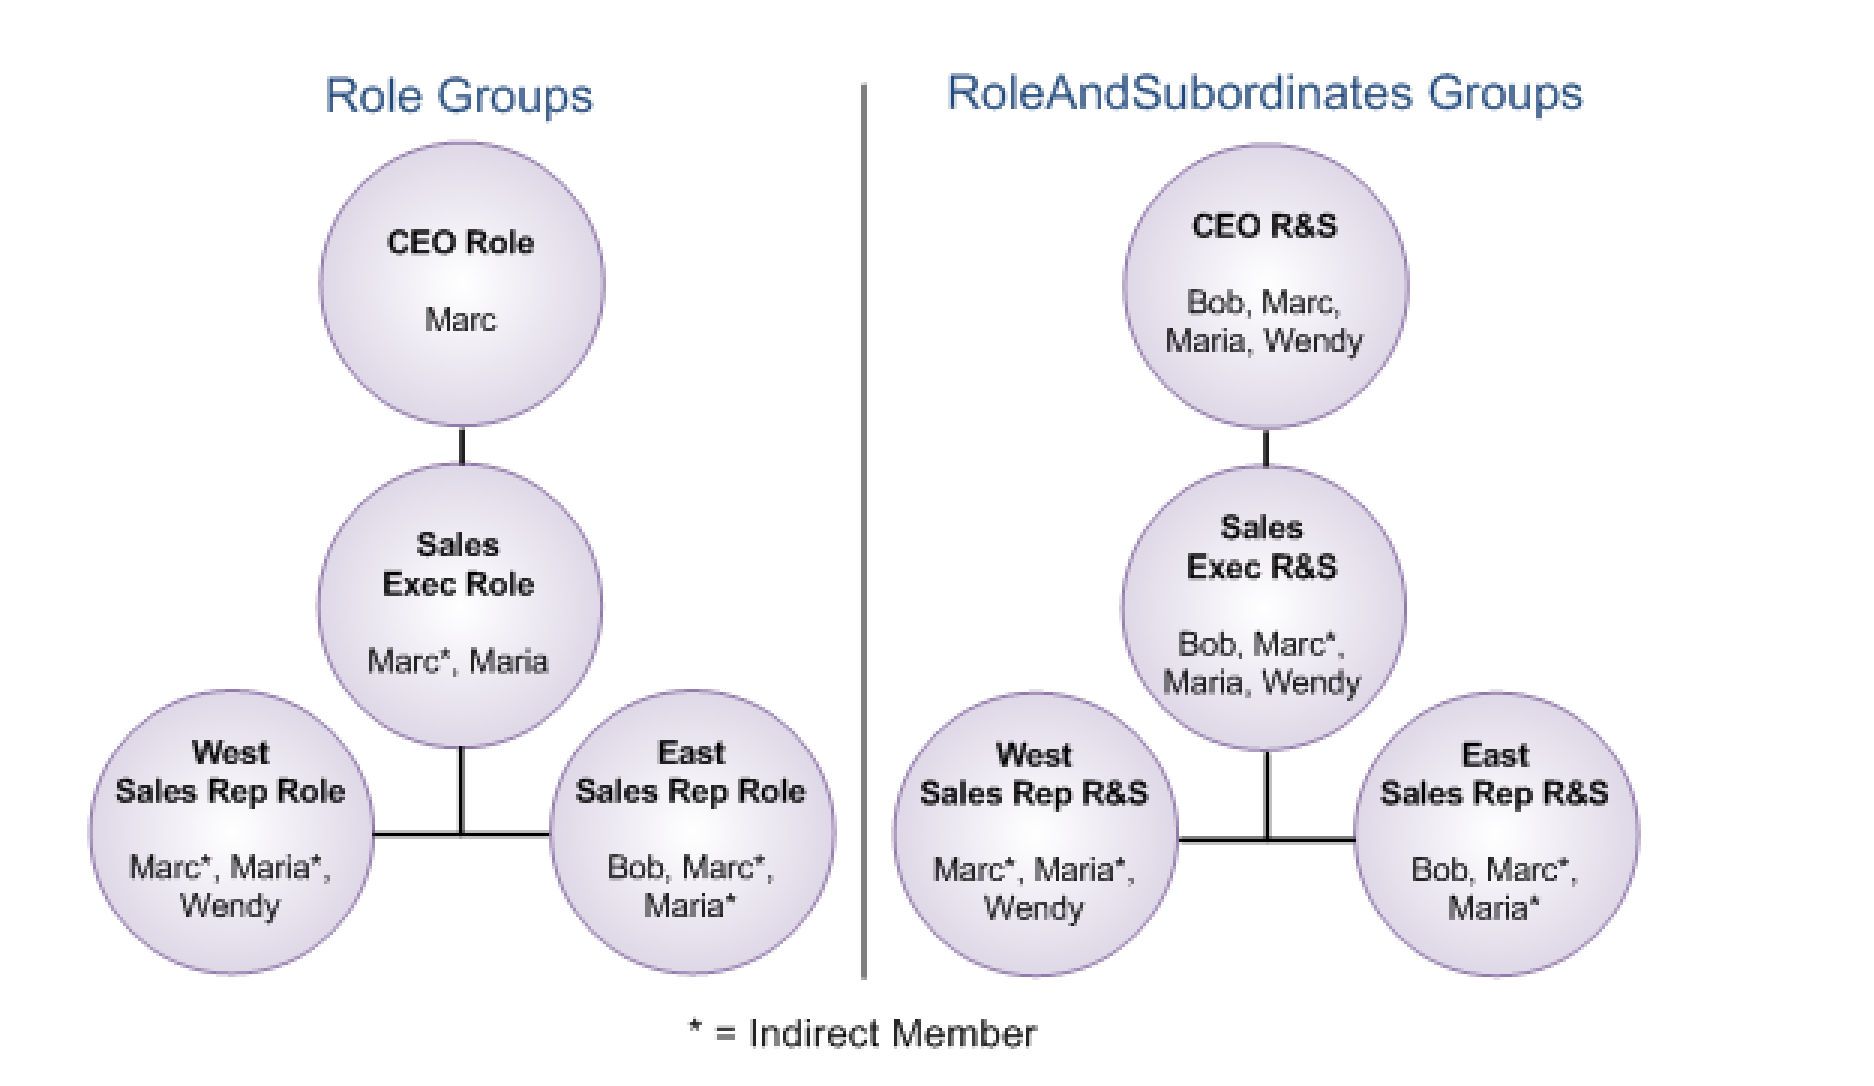 Role Groups
CEO Role
Marc
Sales
Exec Role
Marc*, Maria
West
Sales Rep Role
Marc*, Maria*,
Wendy
East
Sales Rep Role
Bob, Marc*,
Maria*
RoleAndSubordinates Groups
CEO R&S
Bob, Marc,
Maria, Wendy
Sales
Exec R&S
Bob, Marc*,
Maria, Wendy
West
Sales Rep R&S
Marc*, Maria*,
Wendy
East
Sales Rep R&S
Bob, Marc*,
Maria*
* = Indirect Member